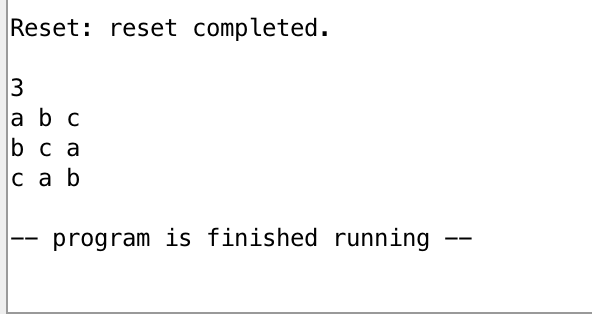 Reset: reset completed.
3
a b c
b c a
c a b
-- program is finished running --